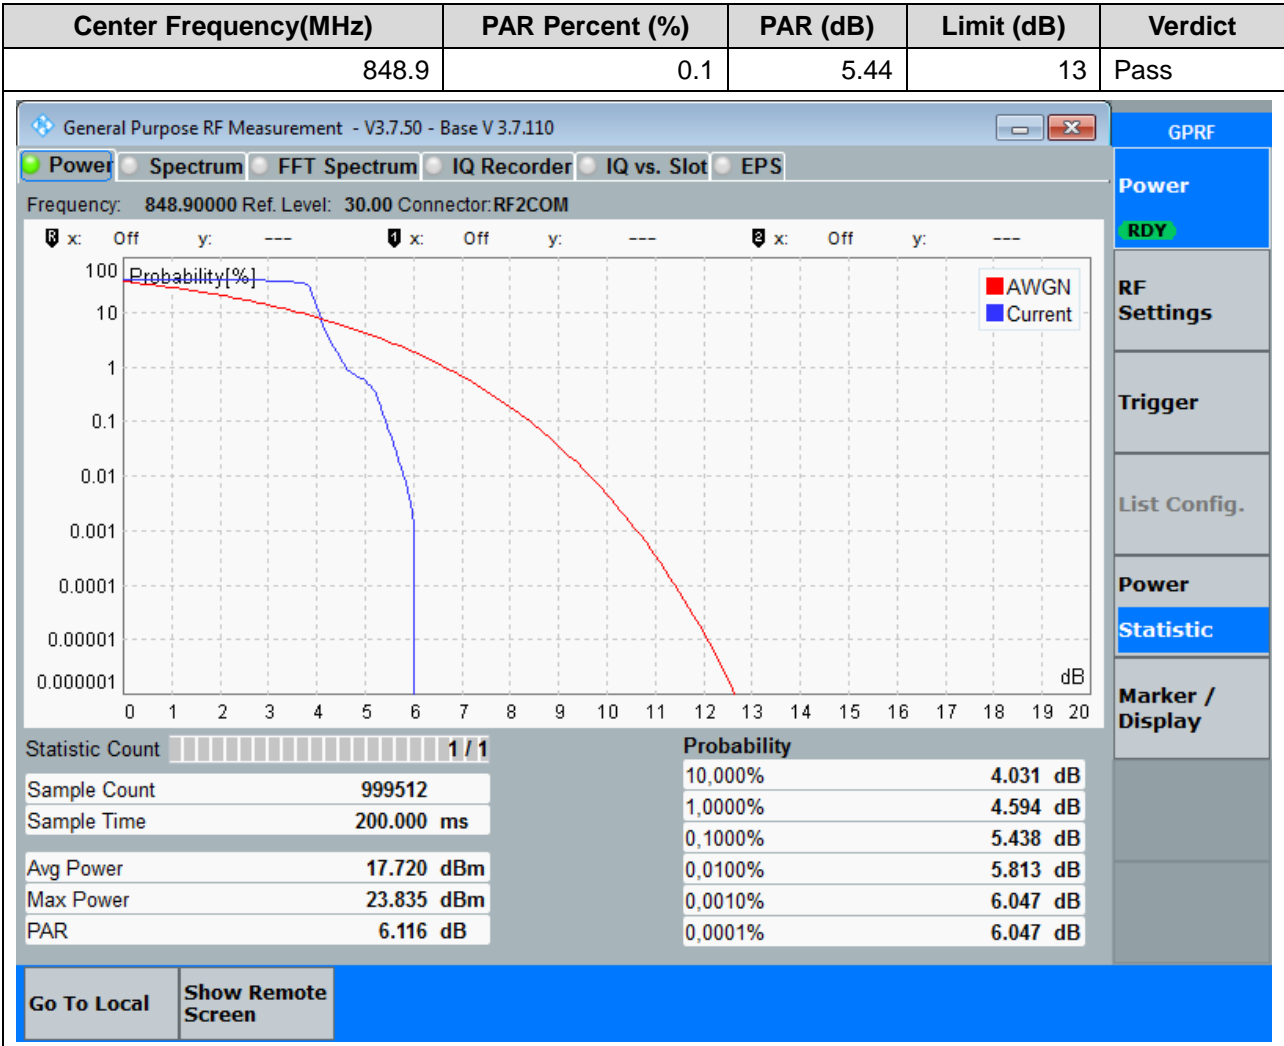 Center Frequency(MHz) PAR Percent (%) PAR (dB) Limit (dB) Verdict
848.9 0.1 5.44 13 Pass
General Purpose RF Measurement - V3.7.50 - Base V 3.7.110
GPRF
Power Spectrum FFT Spectrum IQ Recorder IQ vs. Slot EPS
Frequency: 848.90000 Ref. Level: 30.00 Connector: RF2COM
R x: Off y: --- 1 x: Off y: --- 2 x: Off y: ---
Probability[%]
100
10
1
0.1
0.01
0.001
0.0001
0.00001
0.000001
AWGN
Current
dB
0 1 2 3 4 5 6 7 8 9 10 11 12 13 14 15 16 17 18 19 20
Statistic Count 1 / 1
Sample Count 999512
Sample Time 200.000 ms
Avg Power 17.720 dBm
Max Power 23.835 dBm
PAR 6.116 dB
Probability
10,000% 4.031 dB
1,0000% 4.594 dB
0,1000% 5.438 dB
0,0100% 5.813 dB
0,0010% 6.047 dB
0,0001% 6.047 dB
Power
RDY
RF
Settings
Trigger
List Config.
Power
Statistic
Marker /
Display
Go To Local
Show Remote
Screen